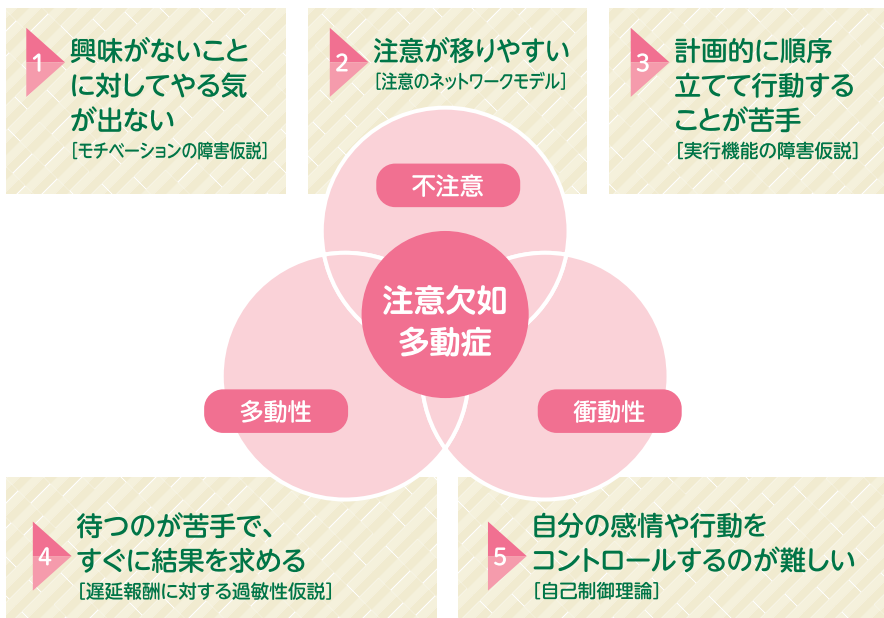 1
興味がないこと
に対してやる気
が出ない
[モチベーションの障害仮説]
2
注意が移りやすい
[注意のネットワークモデル]
3
計画的に順序
立てて行動する
ことが苦手
[実行機能の障害仮説]
不注意
注意欠如
多動症
多動性
衝動性
4
待つのが苦手で、
すぐに結果を求める
[遅延報酬に対する過敏性仮説]
5
自分の感情や行動を
コントロールするのが難しい
[自己制御理論]